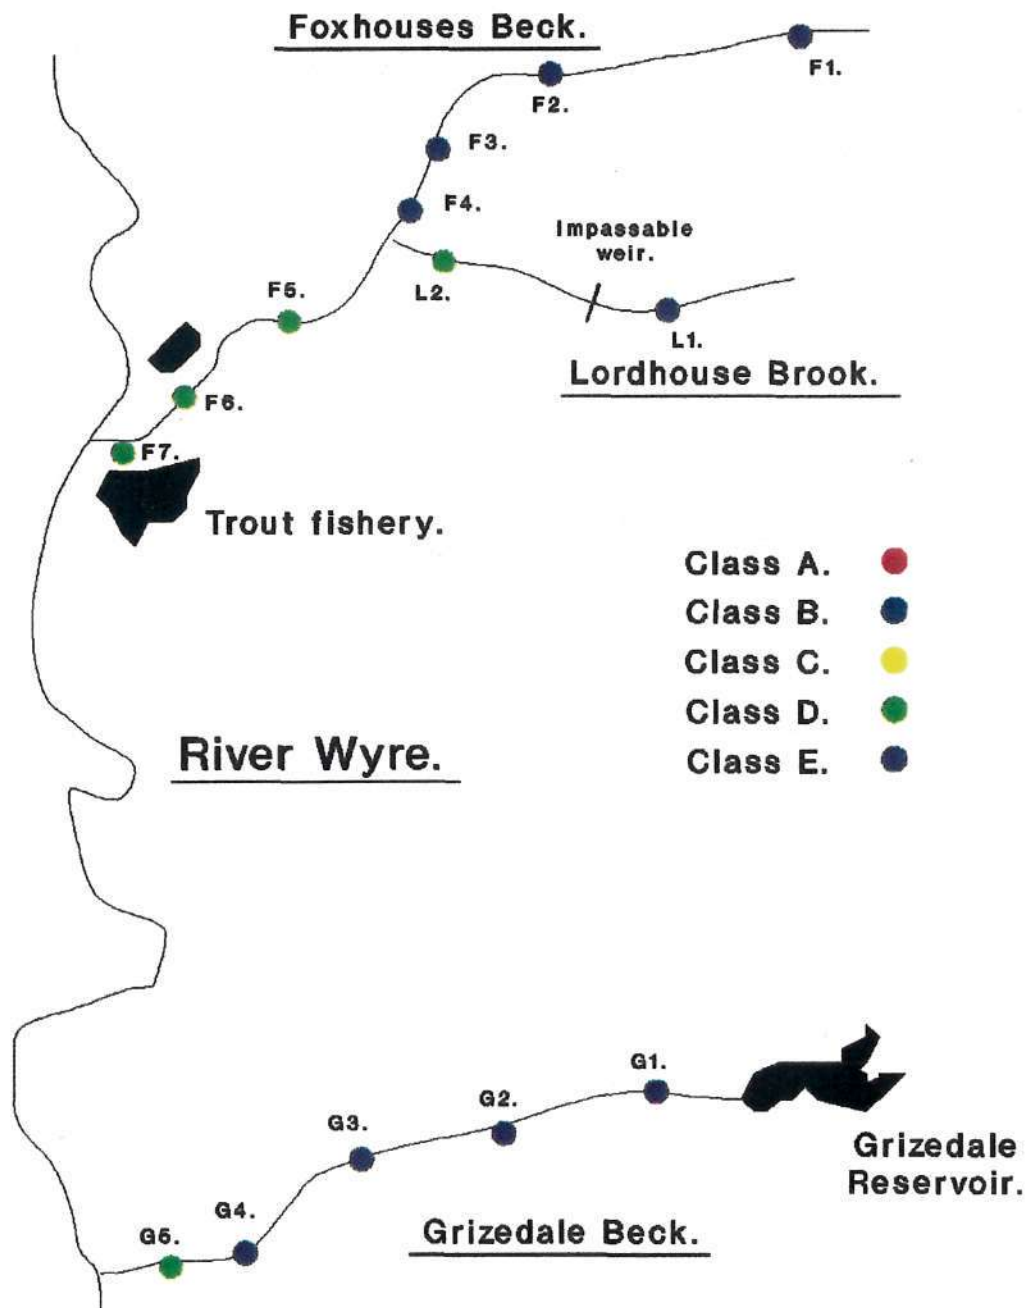 Foxhouses Beck.
F1.
F2.
F3.
F4.
Impassable
weir.
F5.
L2.
L1.
Lordhouse Brook.
F6.
F7.
Trout fishery.
Class A.
Class B.
Class C.
Class D.
Class E.
River Wyre.
G1.
G2.
G3.
Grizedale
Reservoir.
G4.
G5.
Grizedale Beck.